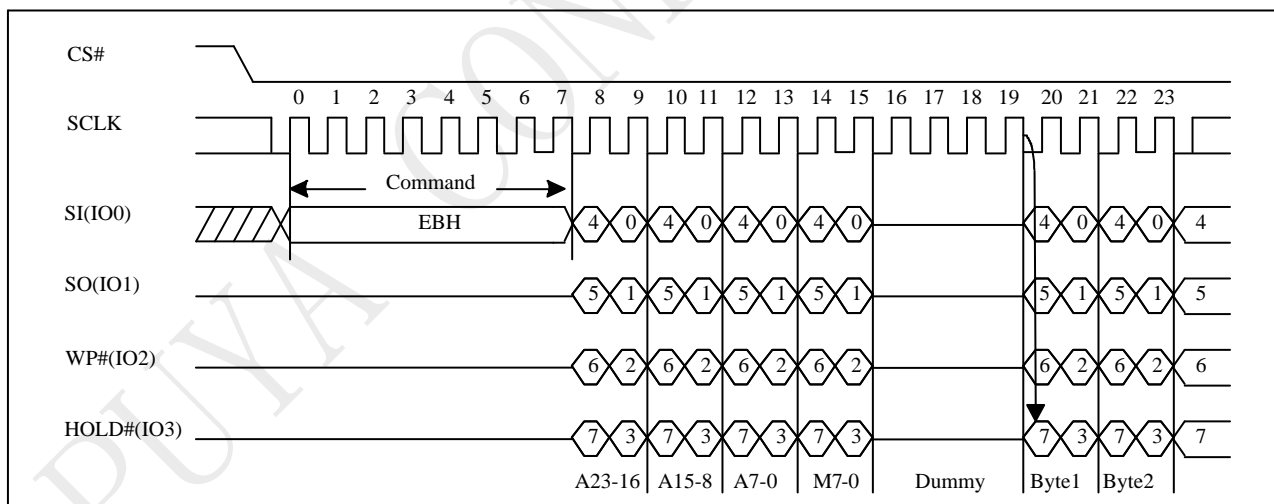 CS#
0 1 2 3 4 5 6 7 8 9 10 11 12 13 14 15 16 17 18 19 20 21 22 23
SCLK
Command
SI(IO0) EBH 4 0 4 0 4 0 4 0 4 0 4 0 4
SO(IO1) 5 1 5 1 5 1 5 1 5 1 5 1 5
WP#(IO2) 6 2 6 2 6 2 6 2 6 2 6 2 6
HOLD#(IO3) 7 3 7 3 7 3 7 3 7 3 7 3 7
A23-16 A15-8 A7-0 M7-0 Dummy Byte1 Byte2
PUYA CON